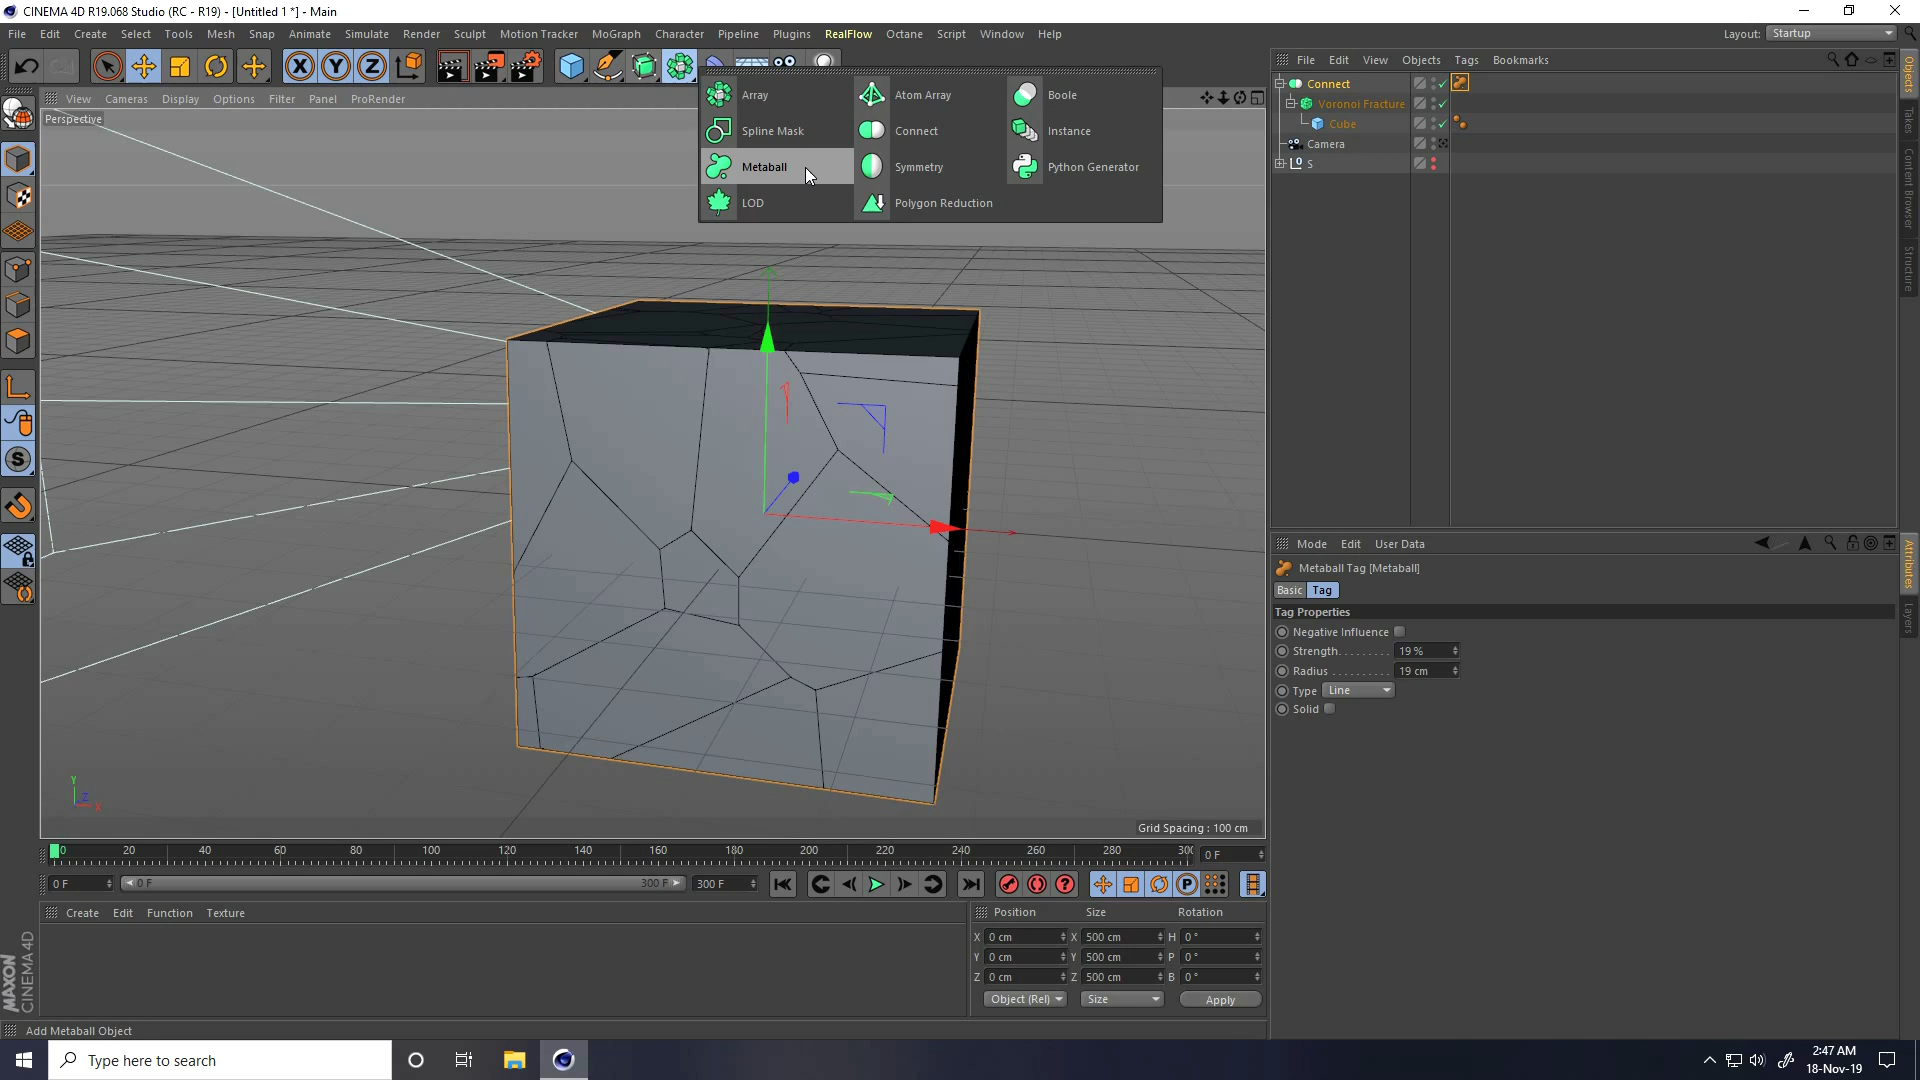 CINEMA 4D R19.068 Studio (RC - R19) - [Untitled 1 *] - Main
File Edit Create Select Tools Mesh Snap Animate Simulate Render Sculpt Motion Tracker MoGraph Character Pipeline Plugins RealFlow Octane Script Window Help Layout: Startup
File Edit View Objects Tags Bookmarks
View Cameras Display Options Filter Panel ProRender
Perspective
Array Atom Array Boole
Spline Mask Connect Instance
Metaball Symmetry Python Generator
LOD Polygon Reduction
Connect
Voronoi Fracture
Cube
Camera
S
Objects
Takes
Content Browser
Structure
Mode Edit User Data
Metaball Tag [Metaball]
Basic Tag
Tag Properties
Negative Influence
Strength. . . . . . . . . 19 %
Radius . . . . . . . . . . 19 cm
Type Line
Solid
Attributes
Layers
Y
Z
X
Grid Spacing : 100 cm
0 20 40 60 80 100 120 140 160 180 200 220 240 260 280 300 0 F
0 F 0 F 300 F 300 F
Create Edit Function Texture
Position Size Rotation
X 0 cm X 500 cm H 0 °
Y 0 cm Y 500 cm P 0 °
Z 0 cm Z 500 cm B 0 °
Object (Rel) Size Apply
MAXON
CINEMA 4D
Add Metaball Object
Type here to search
2:47 AM
18-Nov-19